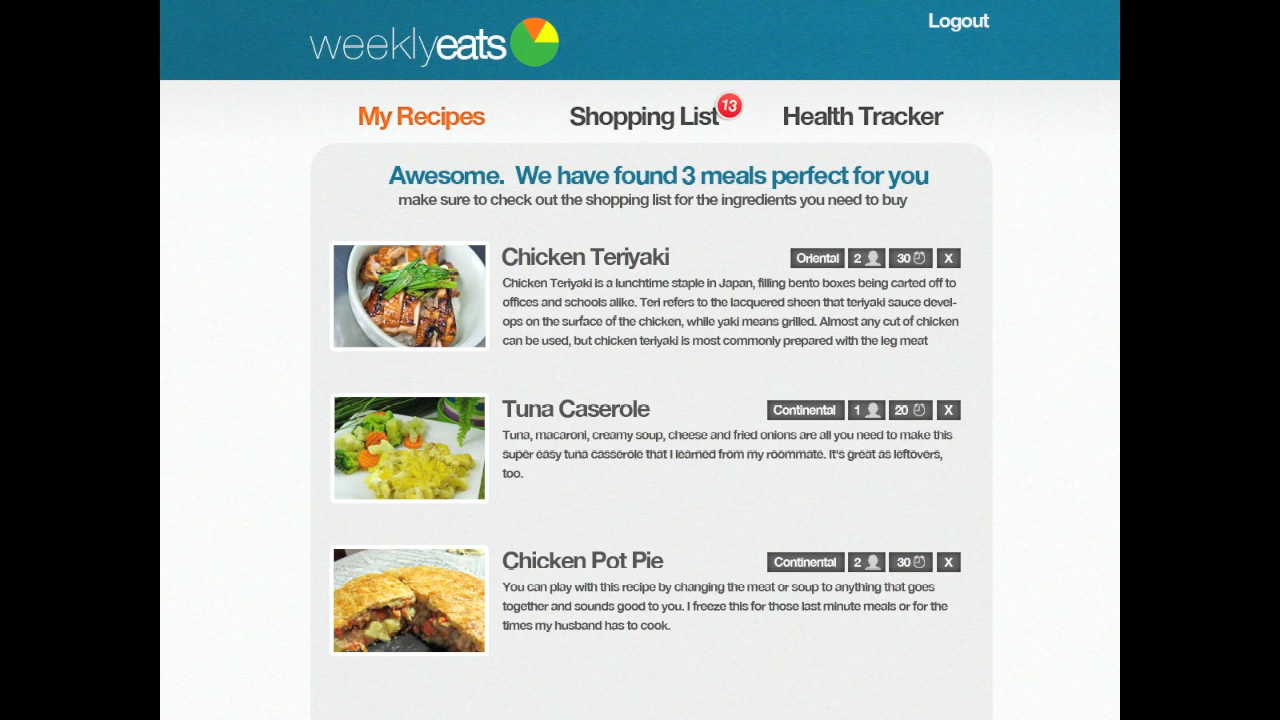 weeklyeats
Logout
My Recipes
Shopping List 13
Health Tracker
Awesome. We have found 3 meals perfect for you
make sure to check out the shopping list for the ingredients you need to buy
Chicken Teriyaki
Oriental 2 30 X
Chicken Teriyaki is a lunchtime staple in Japan, filling bento boxes being carted off to
offices and schools alike. Teri refers to the lacquered sheen that teriyaki sauce devel-
ops on the surface of the chicken, while yaki means grilled. Almost any cut of chicken
can be used, but chicken teriyaki is most commonly prepared with the leg meat
Tuna Caserole
Continental 1 20 X
Tuna, macaroni, creamy soup, cheese and fried onions are all you need to make this
super easy tuna casserole that I learned from my roommate. It's great as leftovers,
too.
Chicken Pot Pie
Continental 2 30 X
You can play with this recipe by changing the meat or soup to anything that goes
together and sounds good to you. I freeze this for those last minute meals or for the
times my husband has to cook.